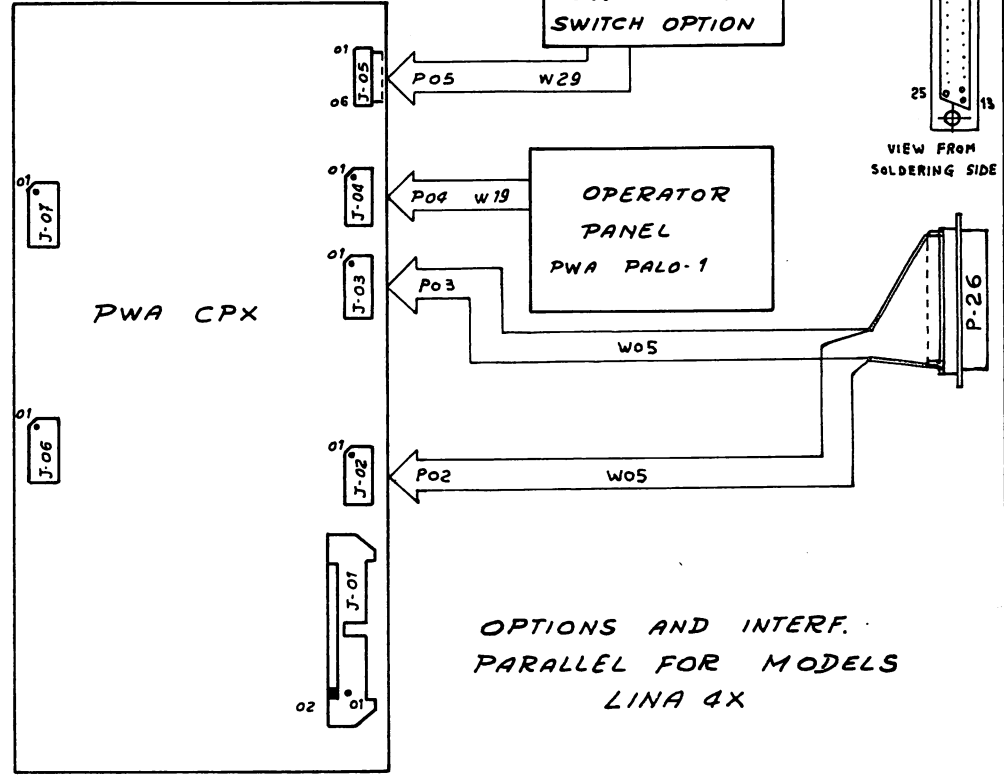 SWITCH OPTION
01
J-05
06
P05 W29
25
13
VIEW FROM
SOLDERING SIDE
01
J-04
P04 W19
OPERATOR
PANEL
PWA PALO-1
01
J-07
01
J-03
P03
PWA CPX
W05
P-26
01
J-06
01
J-02
P02 W05
J-01
02
01
OPTIONS AND INTERF.
PARALLEL FOR MODELS
LINA 4X